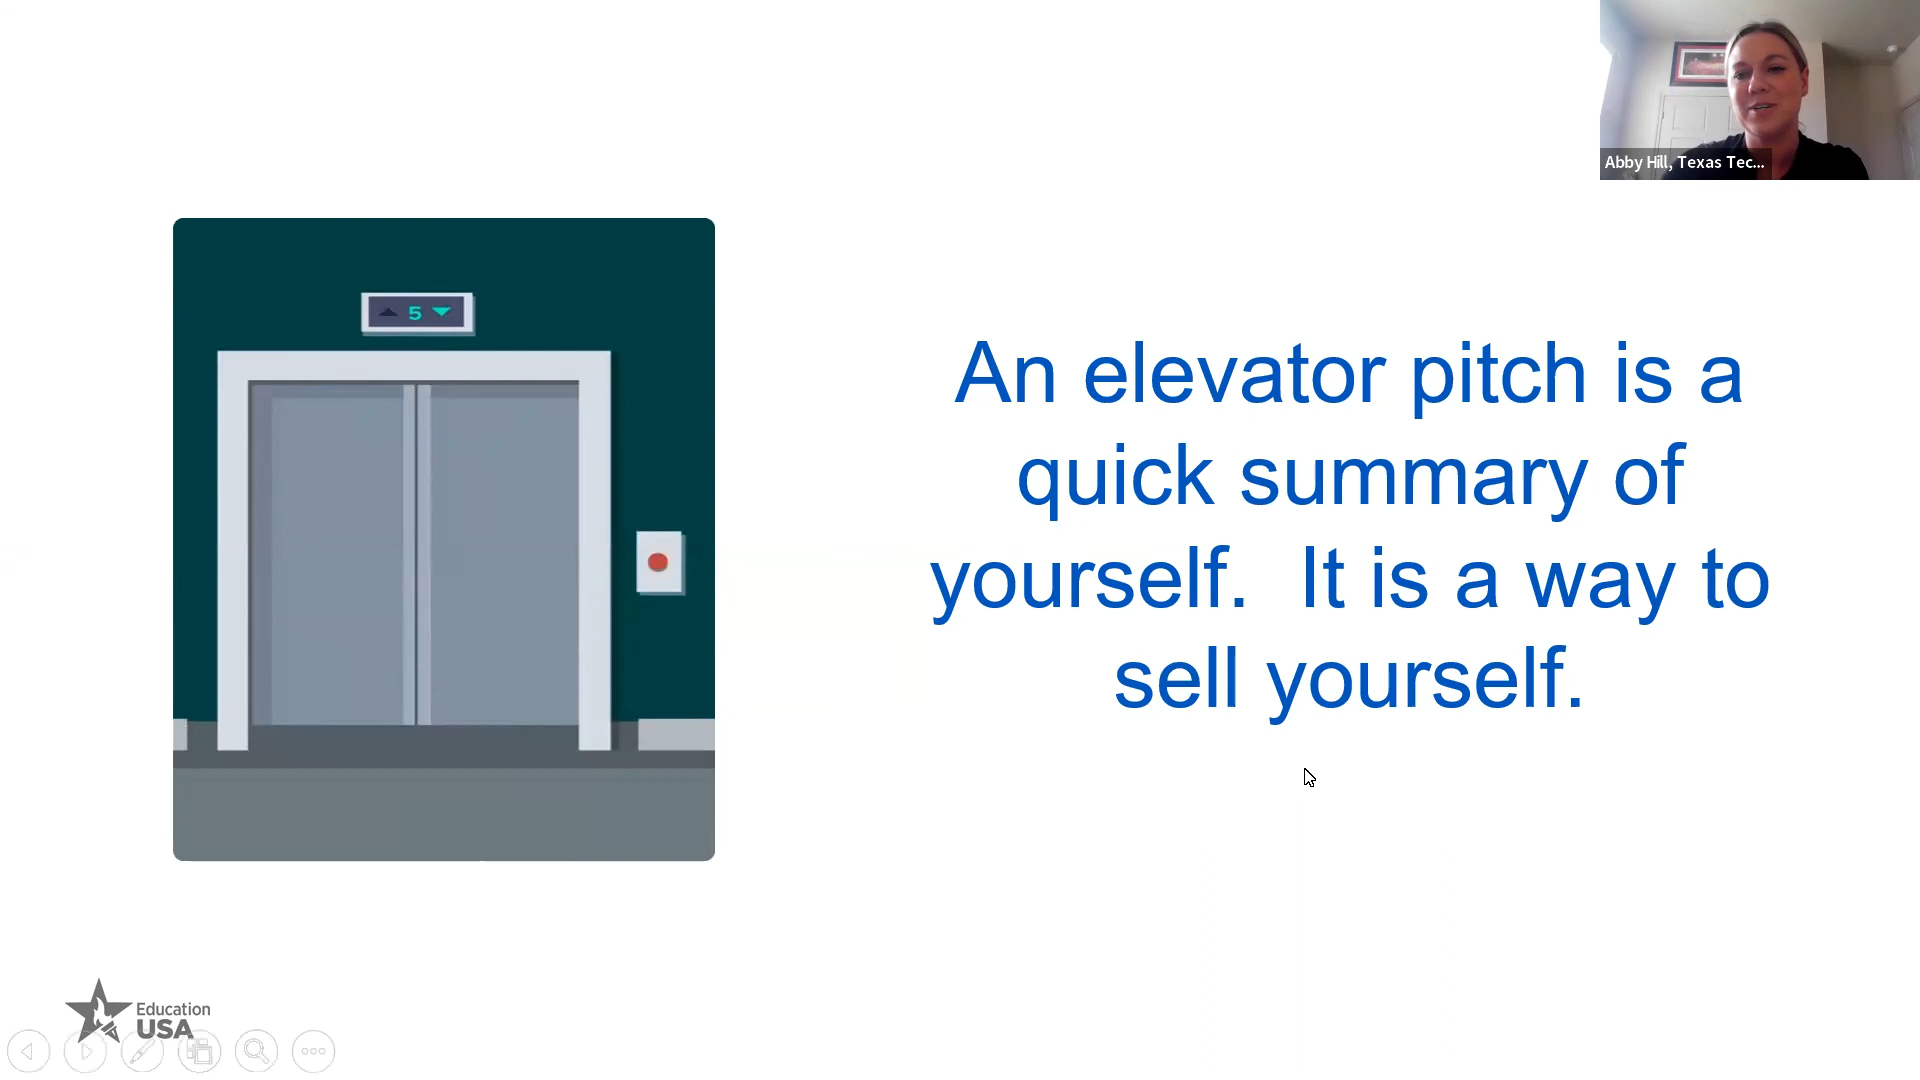 Abby Hill, Texas Tec...
5
An elevator pitch is a
quick summary of
yourself.  It is a way to
sell yourself.
Education
USA